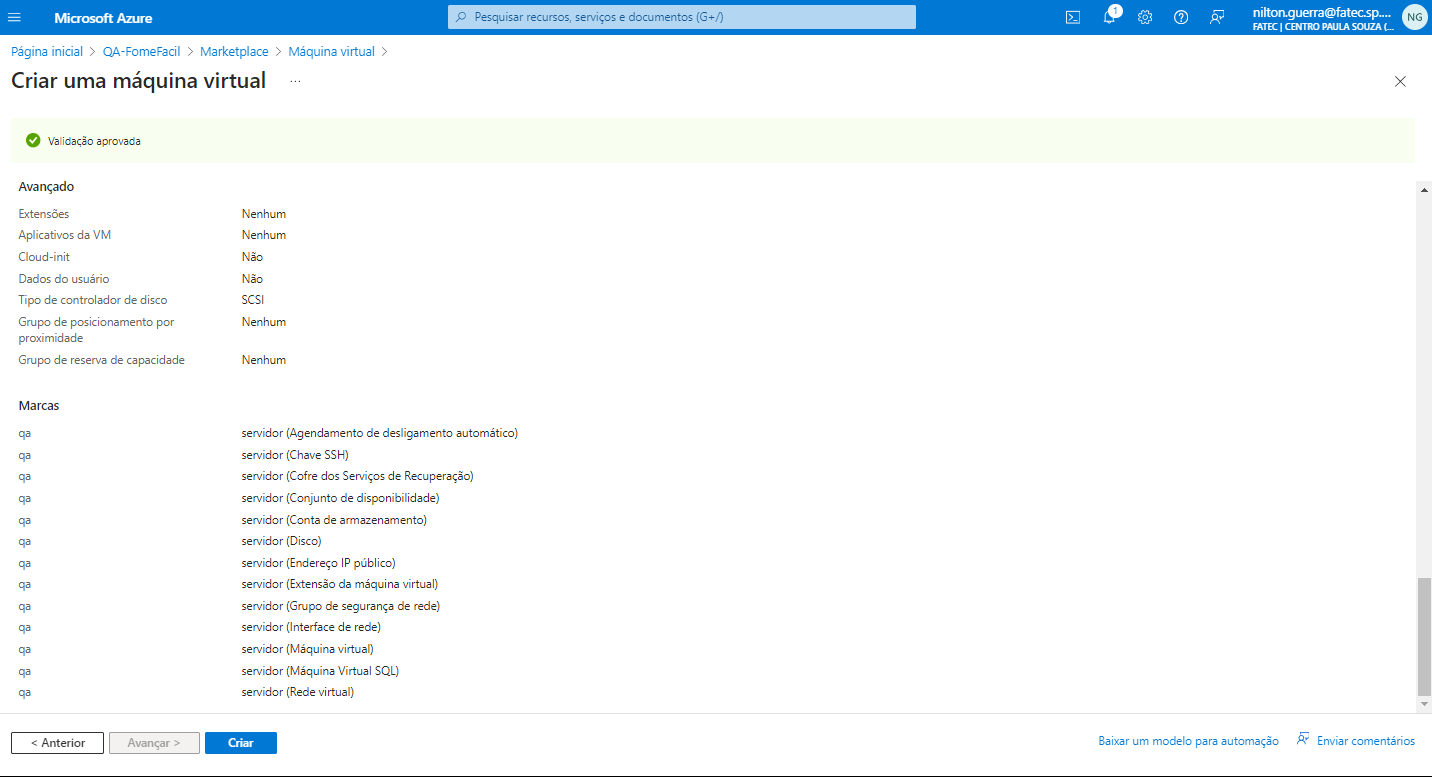 Microsoft Azure
Pesquisar recursos, serviços e documentos (G+/)
1
nilton.guerra@fatec.sp....
FATEC | CENTRO PAULA SOUZA (...
NG
Página inicial > QA-FomeFacil > Marketplace > Máquina virtual >
Criar uma máquina virtual ...
Validação aprovada
Avançado
Extensões Nenhum
Aplicativos da VM Nenhum
Cloud-init Não
Dados do usuário Não
Tipo de controlador de disco SCSI
Grupo de posicionamento por Nenhum
proximidade
Grupo de reserva de capacidade Nenhum
Marcas
qa servidor (Agendamento de desligamento automático)
qa servidor (Chave SSH)
qa servidor (Cofre dos Serviços de Recuperação)
qa servidor (Conjunto de disponibilidade)
qa servidor (Conta de armazenamento)
qa servidor (Disco)
qa servidor (Endereço IP público)
qa servidor (Extensão da máquina virtual)
qa servidor (Grupo de segurança de rede)
qa servidor (Interface de rede)
qa servidor (Máquina virtual)
qa servidor (Máquina Virtual SQL)
qa servidor (Rede virtual)
< Anterior Avançar > Criar Baixar um modelo para automação Enviar comentários